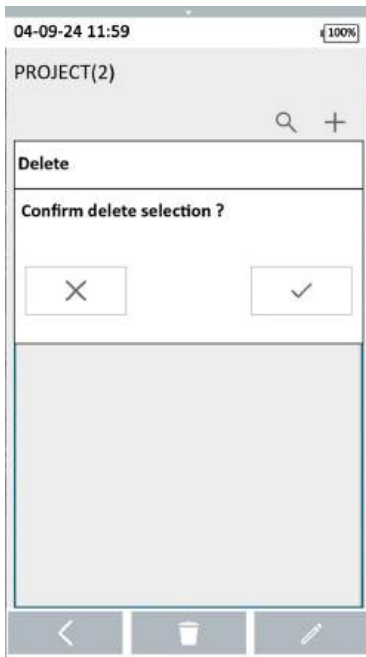 04-09-24 11:59
100%
PROJECT(2)
Delete
Confirm delete selection ?